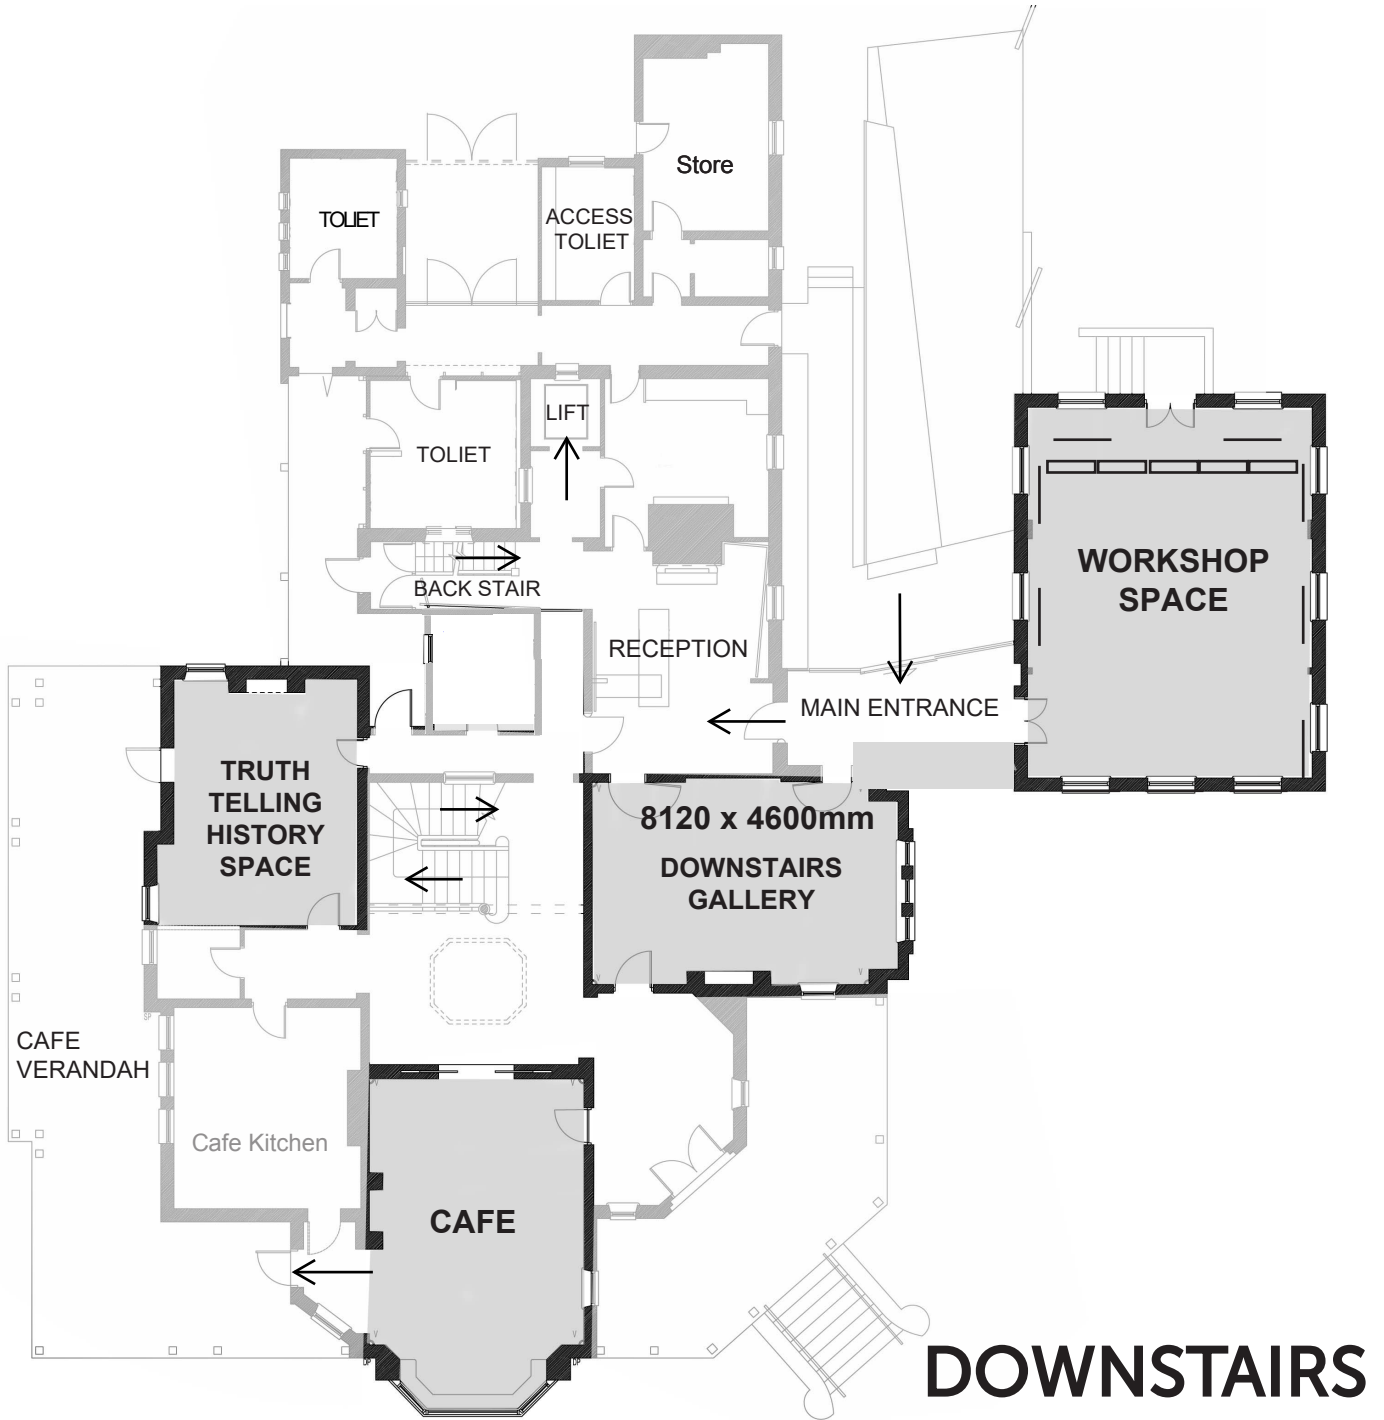 Store
TOLIET
ACCESS
TOLIET
LIFT
TOLIET
WORKSHOP
SPACE
BACK STAIR
RECEPTION
MAIN ENTRANCE
TRUTH
TELLING
HISTORY
SPACE
8120 x 4600mm
DOWNSTAIRS
GALLERY
CAFE
VERANDAH
Cafe Kitchen
CAFE
DOWNSTAIRS